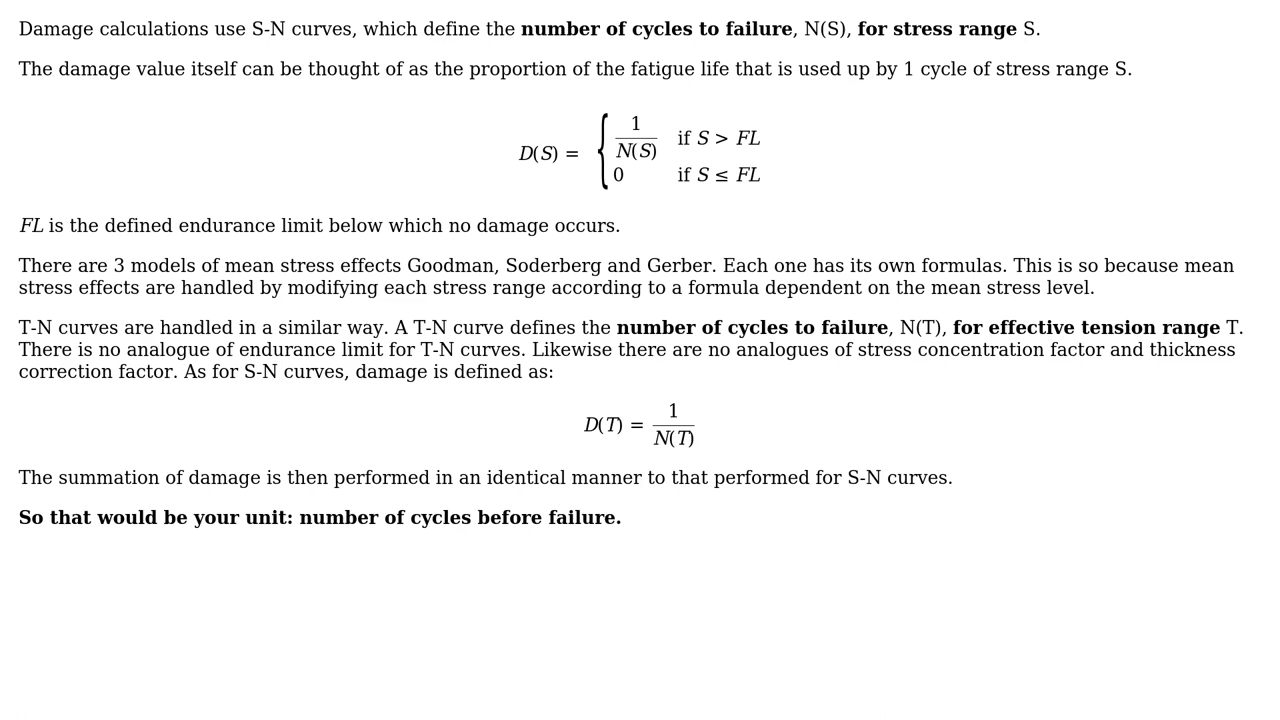 Damage calculations use S-N curves, which define the number of cycles to failure, N(S), for stress range S.
The damage value itself can be thought of as the proportion of the fatigue life that is used up by 1 cycle of stress range S.
D(S) = { 1/N(S) if S > FL
0 if S ≤ FL
FL is the defined endurance limit below which no damage occurs.
There are 3 models of mean stress effects Goodman, Soderberg and Gerber. Each one has its own formulas. This is so because mean
stress effects are handled by modifying each stress range according to a formula dependent on the mean stress level.
T-N curves are handled in a similar way. A T-N curve defines the number of cycles to failure, N(T), for effective tension range T.
There is no analogue of endurance limit for T-N curves. Likewise there are no analogues of stress concentration factor and thickness
correction factor. As for S-N curves, damage is defined as:
D(T) = 1/N(T)
The summation of damage is then performed in an identical manner to that performed for S-N curves.
So that would be your unit: number of cycles before failure.